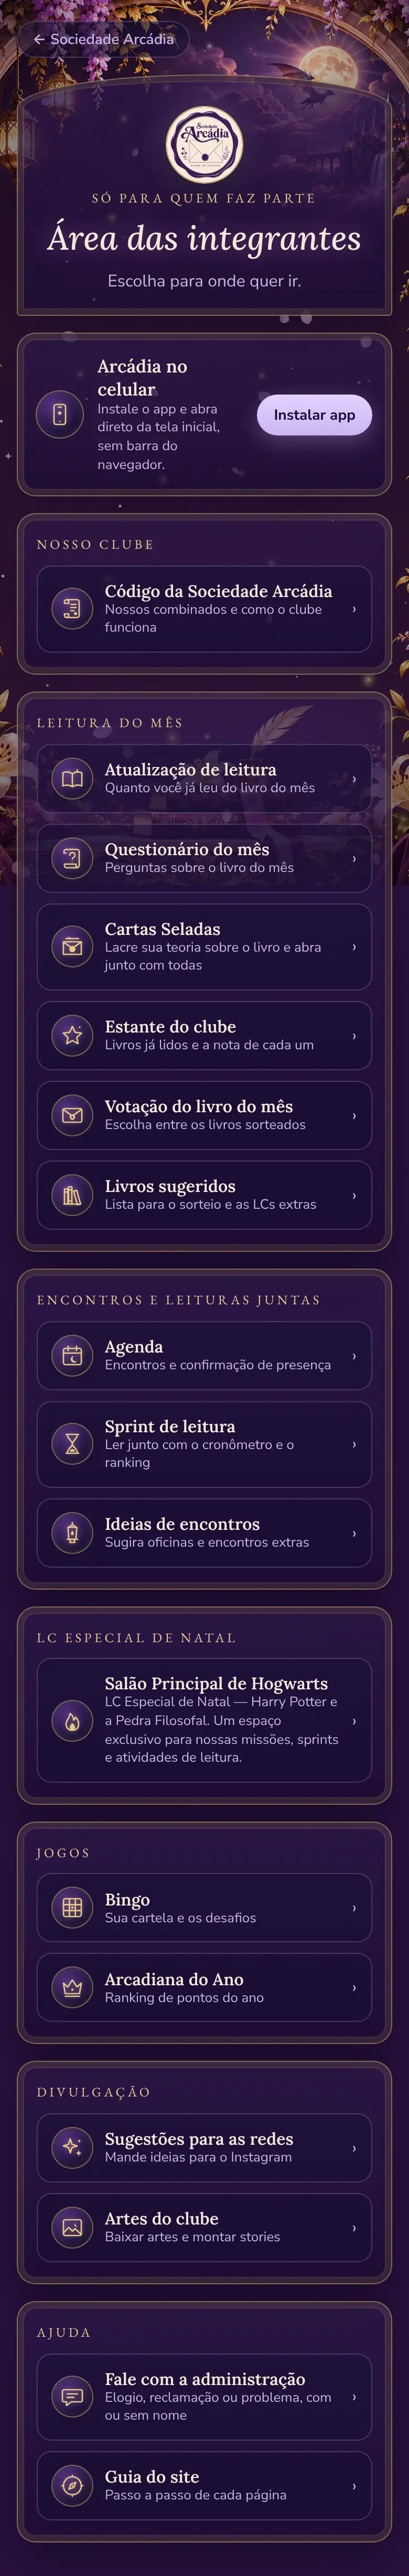 ← Sociedade Arcádia
Sociedade
Arcádia
SÓ PARA QUEM FAZ PARTE
Área das integrantes
Escolha para onde quer ir.
Arcádia no
celular
Instale o app e abra
direto da tela inicial,
sem barra do
navegador.
Instalar app
NOSSO CLUBE
Código da Sociedade Arcádia
Nossos combinados e como o clube
funciona
›
LEITURA DO MÊS
Atualização de leitura
Quanto você já leu do livro do mês
›
Questionário do mês
Perguntas sobre o livro do mês
›
Cartas Seladas
Lacre sua teoria sobre o livro e abra
junto com todas
›
Estante do clube
Livros já lidos e a nota de cada um
›
Votação do livro do mês
Escolha entre os livros sorteados
›
Livros sugeridos
Lista para o sorteio e as LCs extras
›
ENCONTROS E LEITURAS JUNTAS
Agenda
Encontros e confirmação de presença
›
Sprint de leitura
Ler junto com o cronômetro e o
ranking
›
Ideias de encontros
Sugira oficinas e encontros extras
›
LC ESPECIAL DE NATAL
Salão Principal de Hogwarts
LC Especial de Natal — Harry Potter e
a Pedra Filosofal. Um espaço
exclusivo para nossas missões, sprints
e atividades de leitura.
›
JOGOS
Bingo
Sua cartela e os desafios
›
Arcadiana do Ano
Ranking de pontos do ano
›
DIVULGAÇÃO
Sugestões para as redes
Mande ideias para o Instagram
›
Artes do clube
Baixar artes e montar stories
›
AJUDA
Fale com a administração
Elogio, reclamação ou problema, com
ou sem nome
›
Guia do site
Passo a passo de cada página
›